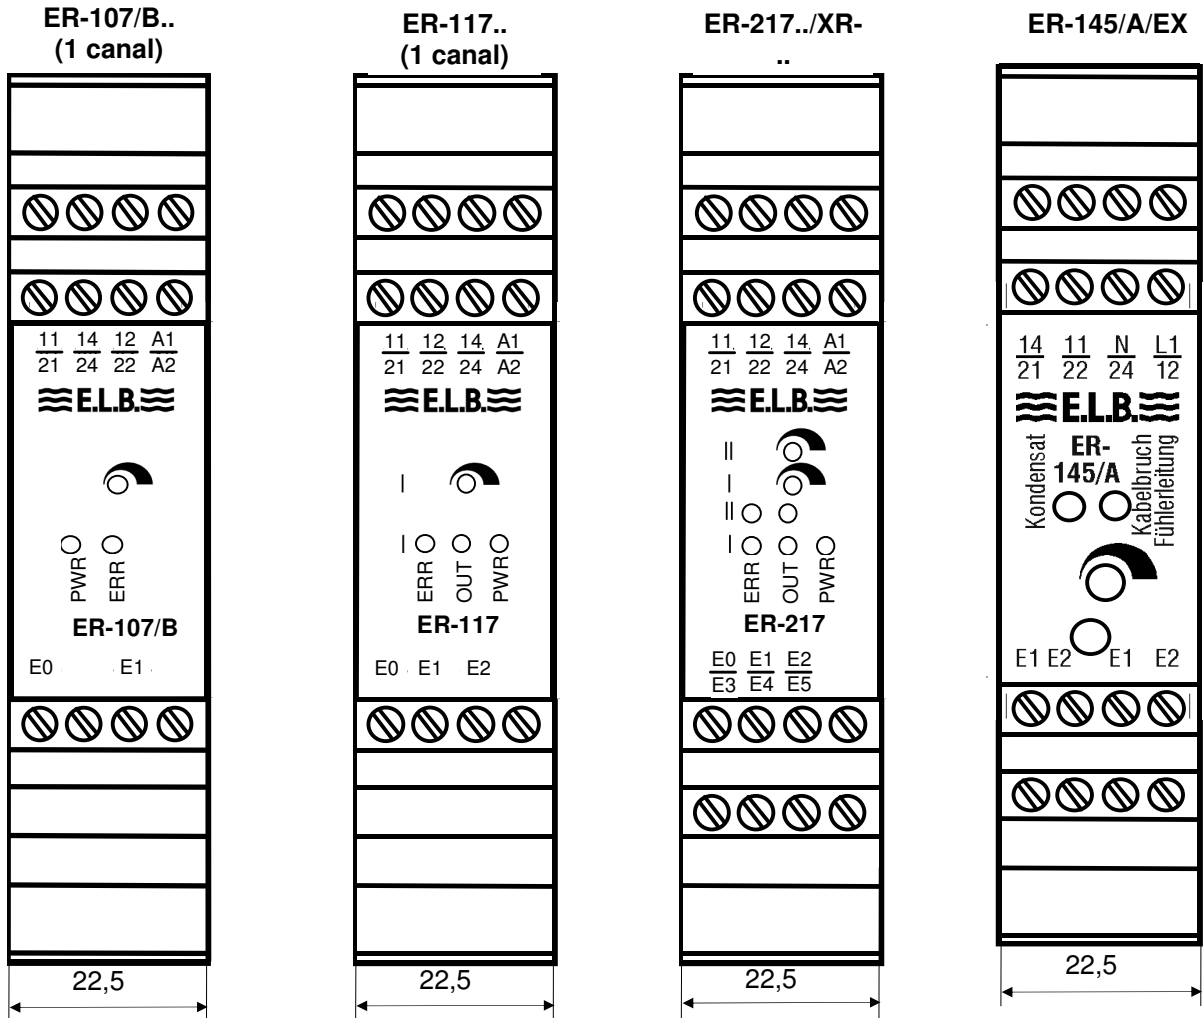 ER-107/B..
(1 canal)
11 14 12 A1
21 24 22 A2
E.L.B.
PWR
ERR
ER-107/B
E0 E1
22,5
ER-117..
(1 canal)
11 12 14 A1
21 22 24 A2
E.L.B.
I
I
ERR
OUT
PWR
ER-117
E0 E1 E2
22,5
ER-217../XR-
..
11 12 14 A1
21 22 24 A2
E.L.B.
II
I
II
I
ERR
OUT
PWR
ER-217
E0 E1 E2
E3 E4 E5
22,5
ER-145/A/EX
14 11 N L1
21 22 24 12
E.L.B.
Kondensat
ER-
145/A
Kabelbruch
Fühlerleitung
E1 E2 E1 E2
22,5